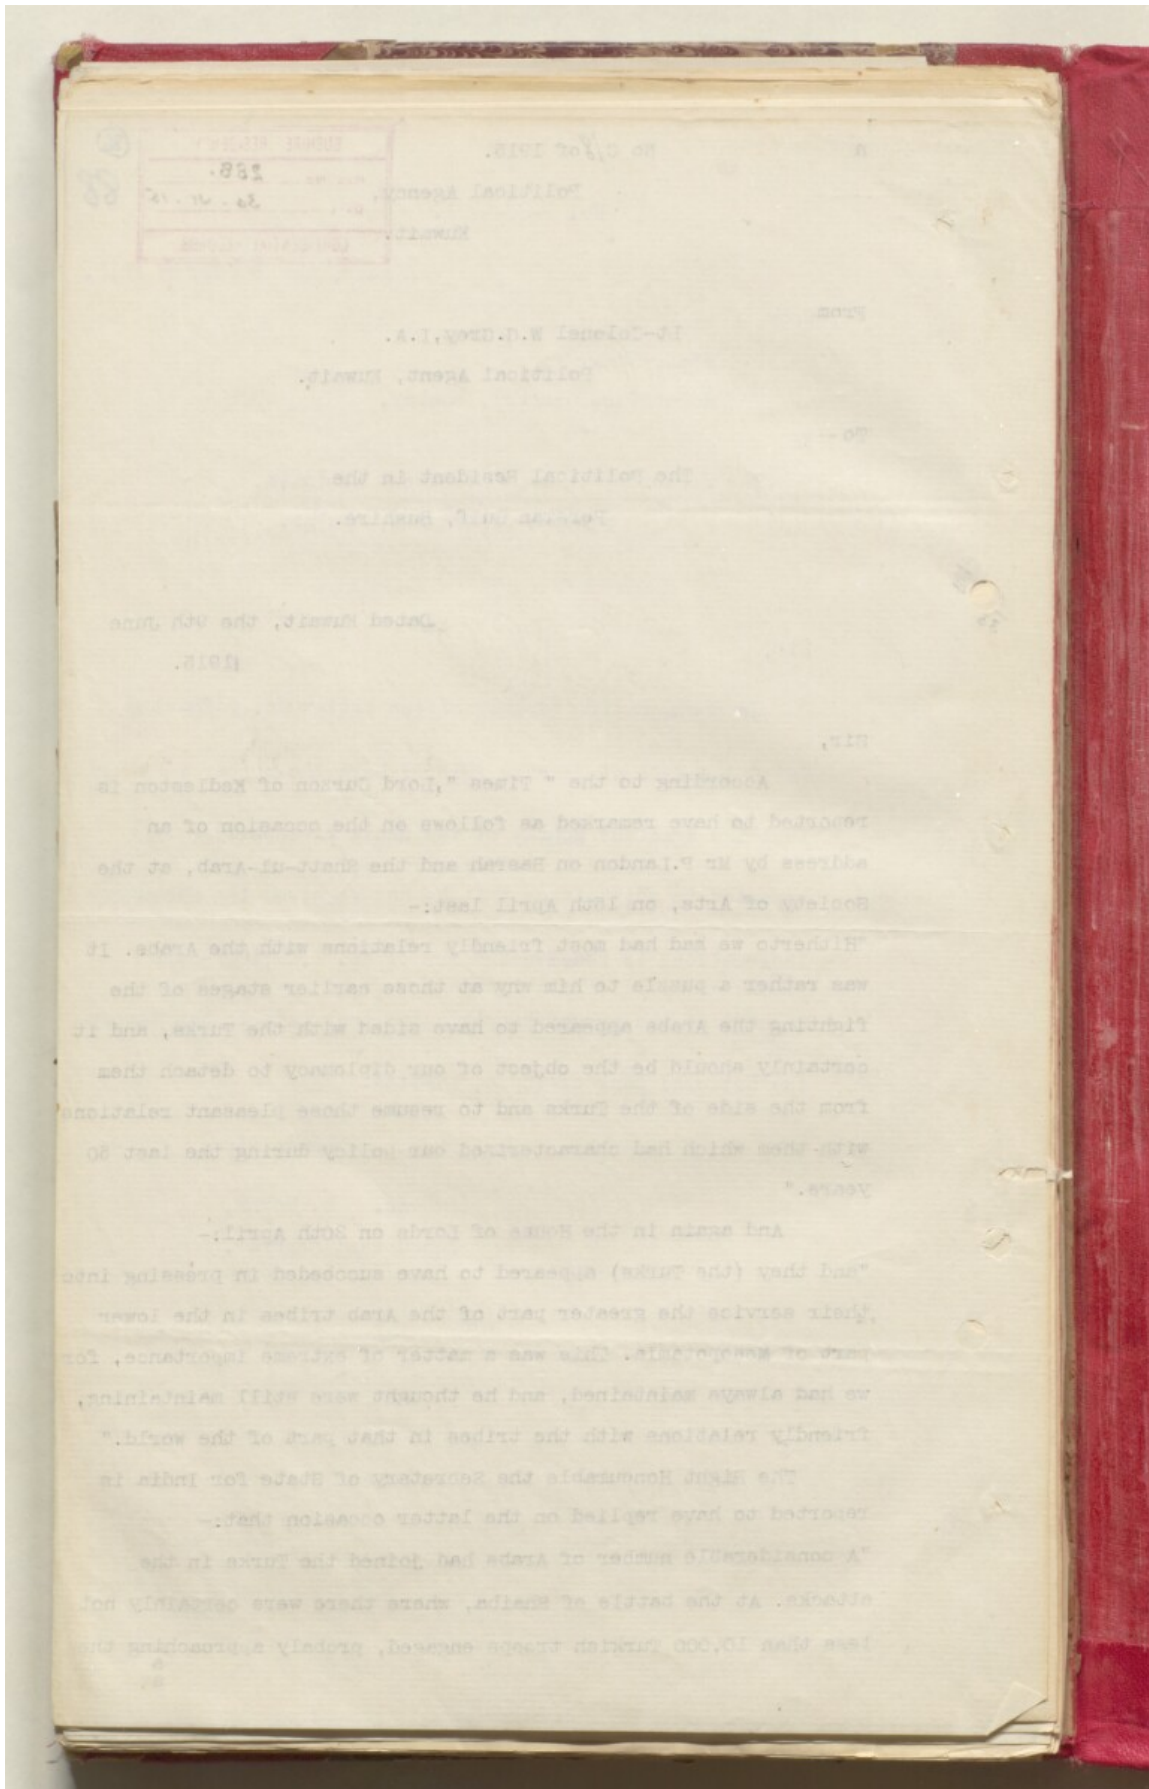 A No C/ of 1915.
Political Agency,
Kuwait.
BUSHIRE RESIDENCY
288.
CONFIDENTIAL RECORDS
From
Lt-Colonel W.G.Grey,I.A.
Political Agent, Kuwait.
To
The Political Resident in the
Persian Gulf, Bushire.
Dated Kuwait, the 9th June
1915.
Sir,
According to the " Times ",Lord Curzon of Kedleston is
reported to have remarked as follows on the occasion of an
address by Mr P.Landon on Basrah and the Shatt-ul-Arab, at the
Society of Arts, on 16th April last:-
"Hitherto we had had most friendly relations with the Arabs. It
was rather a puzzle to him why at these earlier stages of the
fighting the Arabs appeared to have sided with the Turks, and it
certainly should be the object of our diplomacy to detach them
from the side of the Turks and to resume those pleasant relations
with them which had characterized our policy during the last 50
years."
And again in the House of Lords on 20th April:-
"and they (the Turks) appeared to have succeeded in pressing into
their service the greater part of the Arab tribes in the lower
part of Mesopotamia. This was a matter of extreme importance, for
we had always maintained, and he thought were still maintaining,
friendly relations with the tribes in that part of the world."
The Right Honourable the Secretary of State for India is
reported to have replied on the latter occasion that:-
"A considerable number of Arabs had joined the Turks in the
attacks. At the battle of Shaiba, where there were certainly not
less than 10,000 Turkish troops engaged, probably approaching the